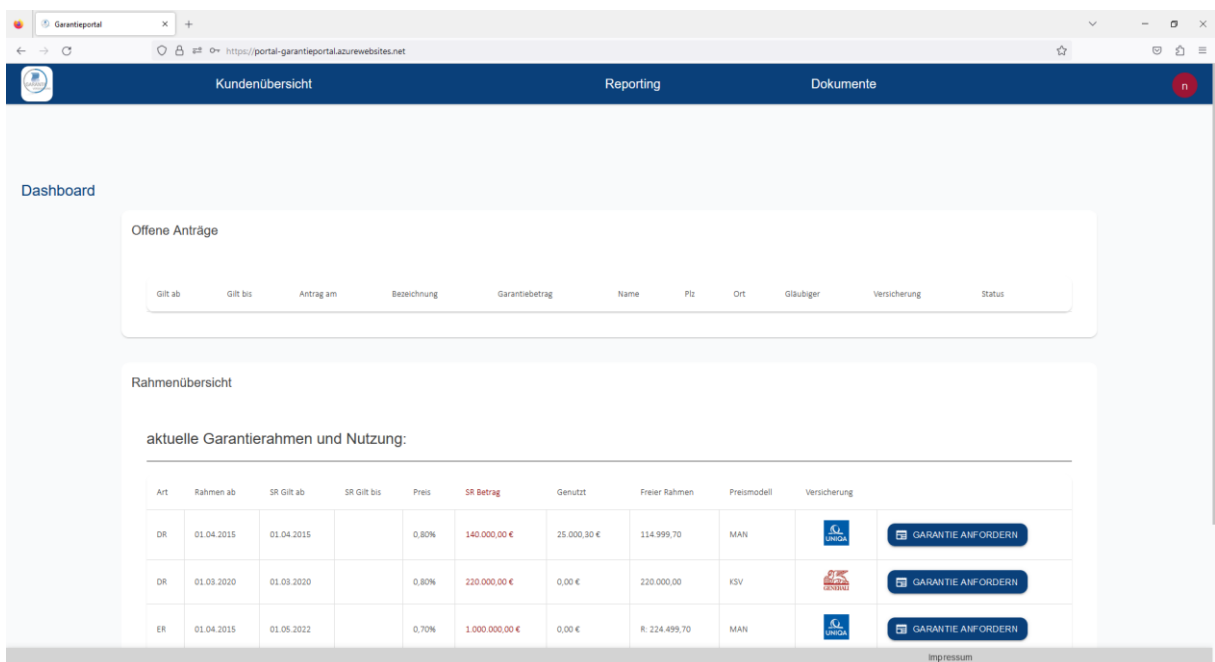 Garantieportal
https://portal-garantieportal.azurewebsites.net
Kundenübersicht Reporting Dokumente n
Dashboard
Offene Anträge
Gilt ab Gilt bis Antrag am Bezeichnung Garantiebetrag Name Plz Ort Gläubiger Versicherung Status
Rahmenübersicht
aktuelle Garantierahmen und Nutzung:
Art Rahmen ab SR Gilt ab SR Gilt bis Preis SR Betrag Genutzt Freier Rahmen Preismodell Versicherung
DR 01.04.2015 01.04.2015 0,80% 140.000,00 € 25.000,30 € 114.999,70 MAN UNIQA GARANTIE ANFORDERN
DR 01.03.2020 01.03.2020 0,80% 220.000,00 € 0,00 € 220.000,00 KSV GENERALI GARANTIE ANFORDERN
ER 01.04.2015 01.05.2022 0,70% 1.000.000,00 € 0,00 € R: 224.499,70 MAN UNIQA GARANTIE ANFORDERN
Impressum